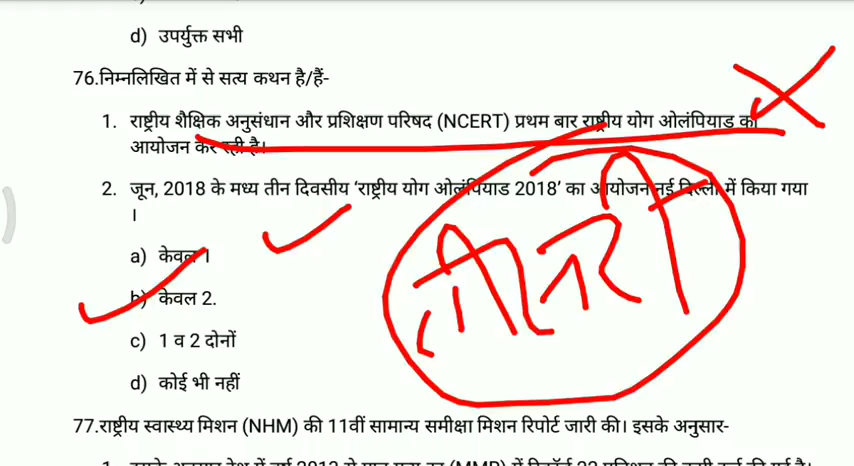 d) उपर्युक्त सभी
76.निम्नलिखित में से सत्य कथन है/हैं-
1. राष्ट्रीय शैक्षिक अनुसंधान और प्रशिक्षण परिषद (NCERT) प्रथम बार राष्ट्रीय योग ओलंपियाड का
आयोजन कर रही है।
2. जून, 2018 के मध्य तीन दिवसीय ‘राष्ट्रीय योग ओलंपियाड 2018’ का आयोजन नई दिल्ली में किया गया
।
a) केवल 1
b) केवल 2.
c) 1 व 2 दोनों
d) कोई भी नहीं
तीसरी
77.राष्ट्रीय स्वास्थ्य मिशन (NHM) की 11वीं सामान्य समीक्षा मिशन रिपोर्ट जारी की। इसके अनुसार-